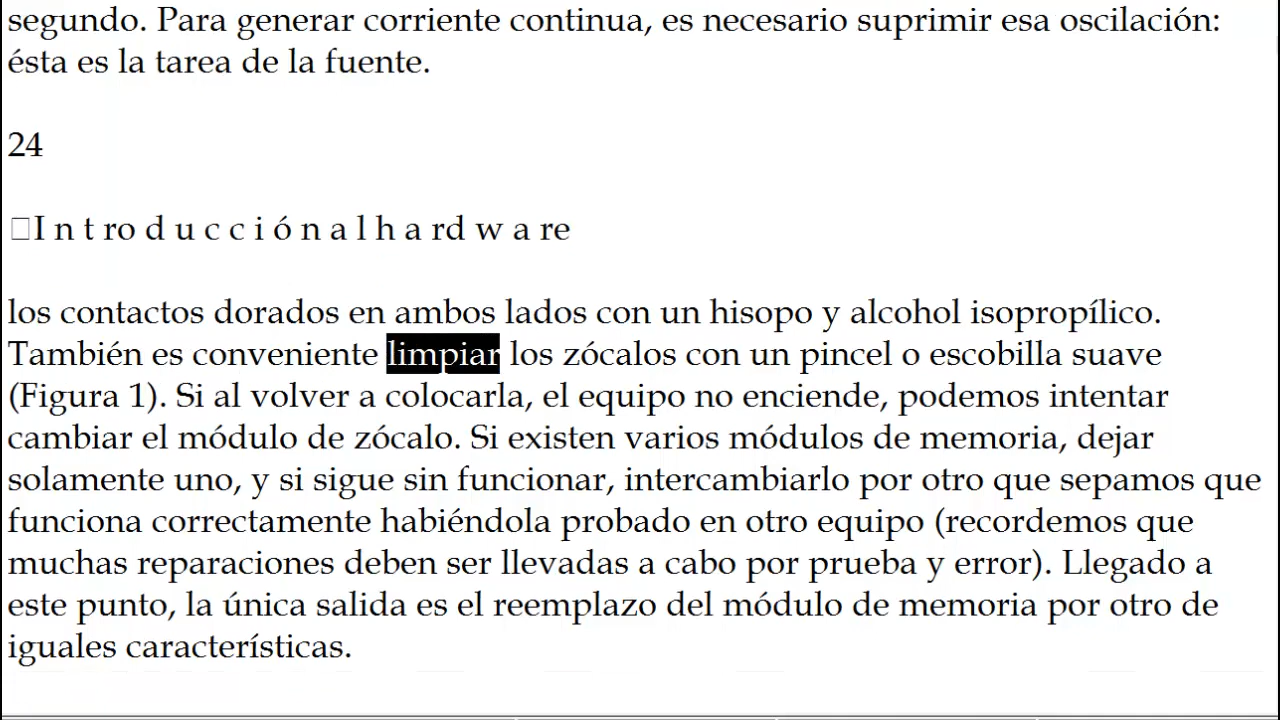 segundo. Para generar corriente continua, es necesario suprimir esa oscilación:
ésta es la tarea de la fuente.
24
□I n t ro d u c c i ó n a l h a rd w a re
los contactos dorados en ambos lados con un hisopo y alcohol isopropílico.
También es conveniente limpiar los zócalos con un pincel o escobilla suave
(Figura 1). Si al volver a colocarla, el equipo no enciende, podemos intentar
cambiar el módulo de zócalo. Si existen varios módulos de memoria, dejar
solamente uno, y si sigue sin funcionar, intercambiarlo por otro que sepamos que
funciona correctamente habiéndola probado en otro equipo (recordemos que
muchas reparaciones deben ser llevadas a cabo por prueba y error). Llegado a
este punto, la única salida es el reemplazo del módulo de memoria por otro de
iguales características.